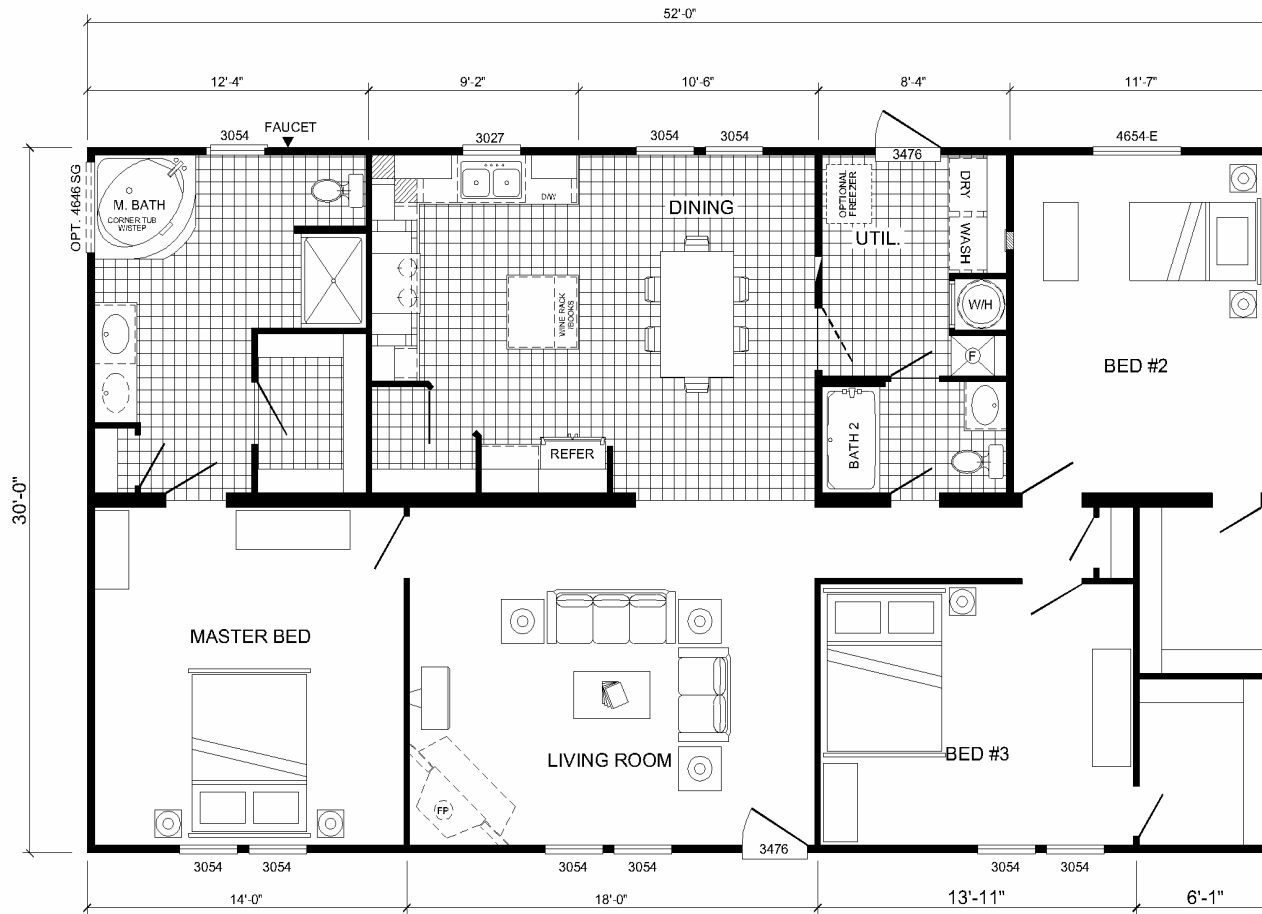 52'-0"
12'-4"
9'-2"
10'-6"
8'-4"
11'-7"
3054
FAUCET
3027
3054
3054
3476
4654-E
OPT. 4646 SG
M. BATH
CORNER TUB
W/STEP
D/W
DINING
OPTIONAL
FREEZER
DRY
UTIL.
WASH
WINE RACK
/BOOKS
W/H
F
BED #2
REFER
BATH 2
30'-0"
MASTER BED
LIVING ROOM
BED #3
FP
3054
3054
3054
3054
3476
3054
3054
14'-0"
18'-0"
13'-11"
6'-1"